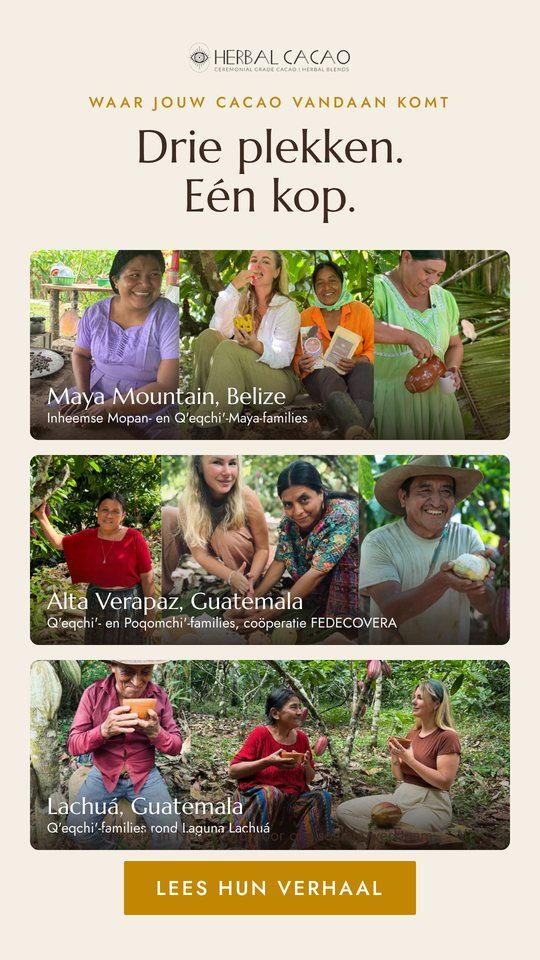 HERBAL CACAO
CEREMONIAL GRADE CACAO | HERBAL BLENDS
WAAR JOUW CACAO VANDAAN KOMT
Drie plekken.
Eén kop.
Maya Mountain, Belize
Inheemse Mopan- en Q'eqchi'-Maya-families
Alta Verapaz, Guatemala
Q'eqchi'- en Poqomchi'-families, coöperatie FEDECOVERA
Lachuá, Guatemala
Q'eqchi'-families rond Laguna Lachuá
LEES HUN VERHAAL